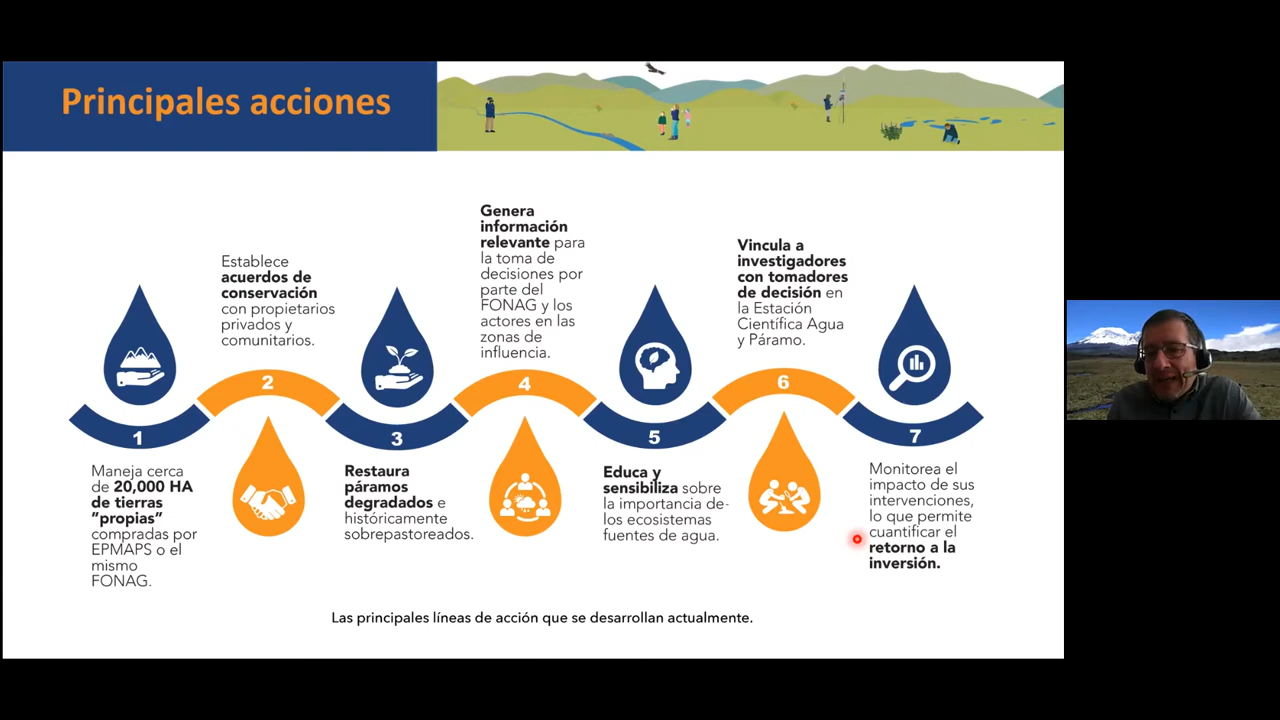 Principales acciones
1
Maneja cerca
de 20,000 HA
de tierras
"propias"
compradas por
EPMAPS o el
mismo
FONAG.
Establece
acuerdos de
conservación
con propietarios
privados y
comunitarios.
2
3
Restaura
páramos
degradados e
históricamente
sobrepastoreados.
Genera
información
relevante para
la toma de
decisiones por
parte del
FONAG y los
actores en las
zonas de
influencia.
4
5
Educa y
sensibiliza sobre
la importancia de-
los ecosistemas
fuentes de agua.
Vincula a
investigadores
con tomadores
de decisión en
la Estación
Científica Agua
y Páramo.
6
7
Monitorea el
impacto de sus
intervenciones,
lo que permite
cuantificar el
retorno a la
inversión.
Las principales líneas de acción que se desarrollan actualmente.